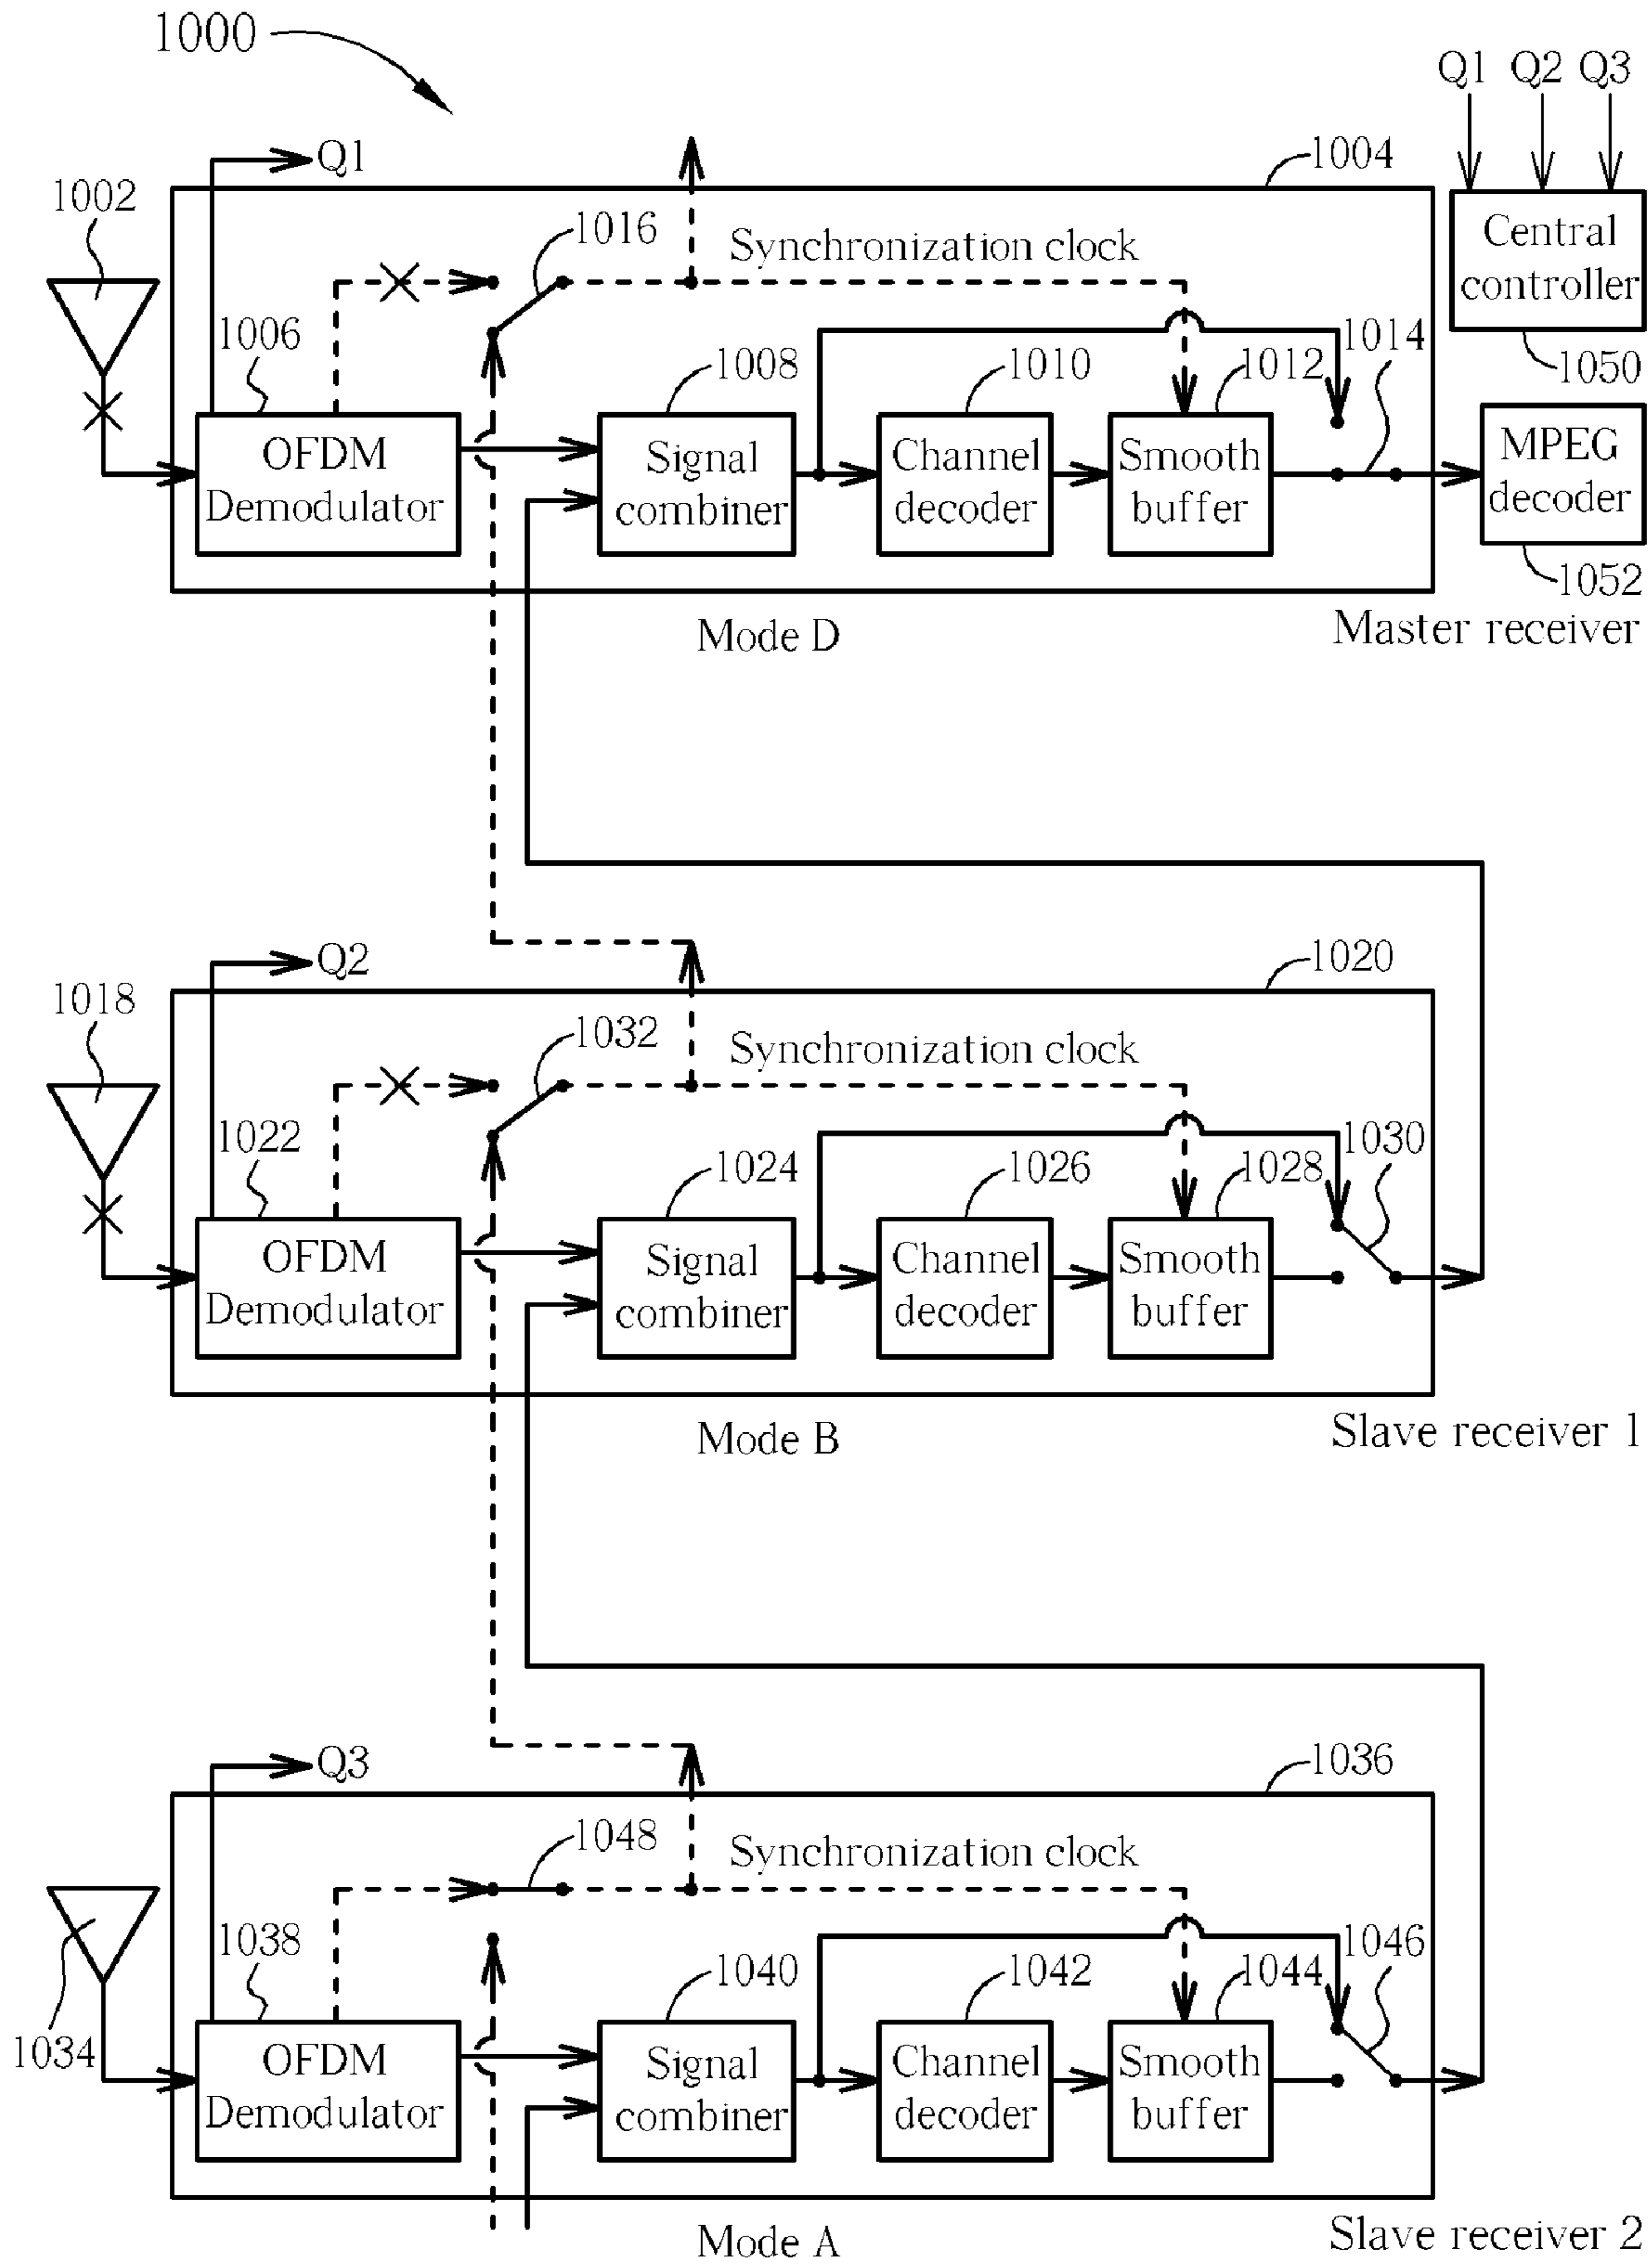 1000
Q1 Q2 Q3
Q1
1004
1002
1016
Synchronization clock
Central
controller
1006
1008
1010
1012
1014
1050
OFDM
Demodulator
Signal
combiner
Channel
decoder
Smooth
buffer
MPEG
decoder
1052
Mode D
Master receiver
Q2
1020
1018
1032
Synchronization clock
1022
1024
1026
1028
1030
OFDM
Demodulator
Signal
combiner
Channel
decoder
Smooth
buffer
Mode B
Slave receiver 1
Q3
1036
1048
Synchronization clock
1034
1038
1040
1042
1044
1046
OFDM
Demodulator
Signal
combiner
Channel
decoder
Smooth
buffer
Mode A
Slave receiver 2